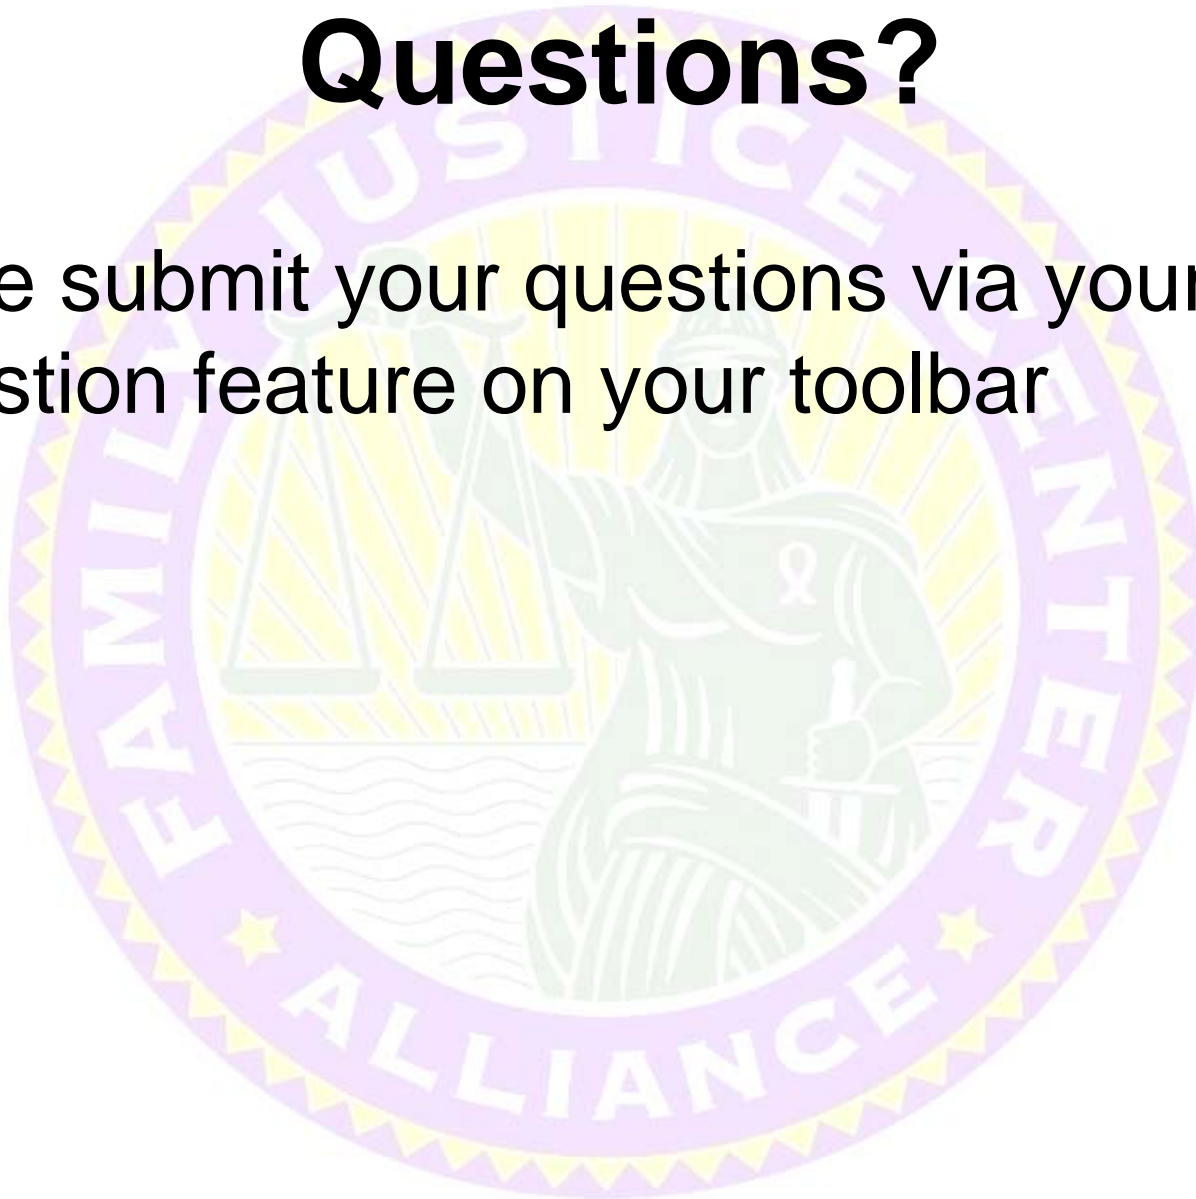 Questions?
e submit your questions via your
stion feature on your toolbar
FAMILY JUSTICE CENTER
ALLIANCE